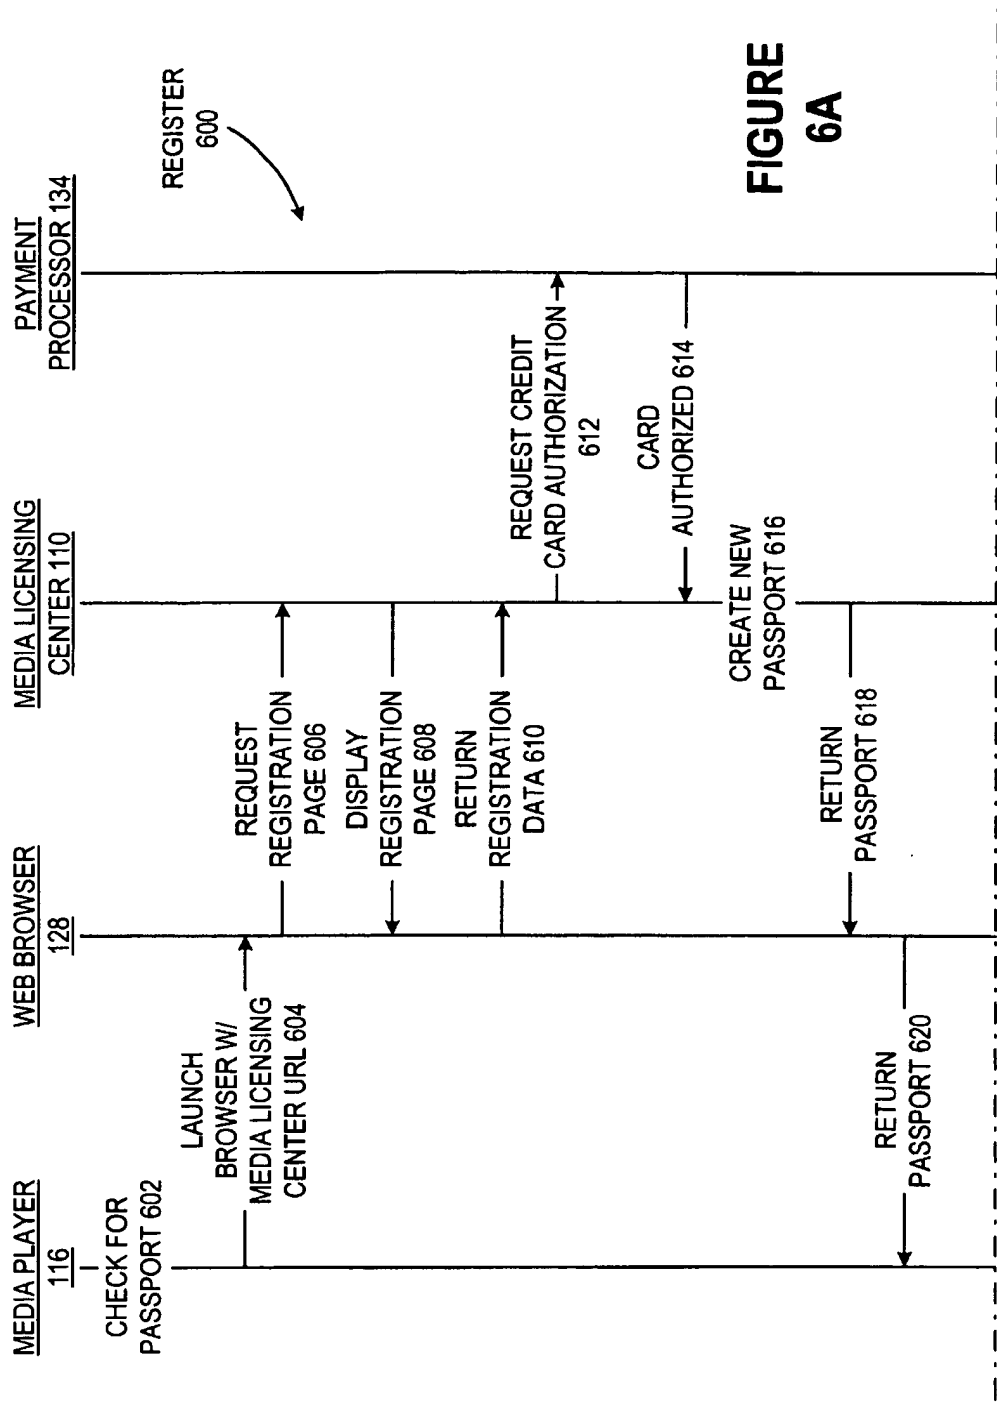 MEDIA PLAYER
116
WEB BROWSER
128
MEDIA LICENSING
CENTER 110
PAYMENT
PROCESSOR 134
REGISTER
600
CHECK FOR
PASSPORT 602
LAUNCH
BROWSER W/
MEDIA LICENSING
CENTER URL 604
REQUEST
REGISTRATION
PAGE 606
DISPLAY
REGISTRATION
PAGE 608
RETURN
REGISTRATION
DATA 610
REQUEST CREDIT
CARD AUTHORIZATION
612
CARD
AUTHORIZED 614
CREATE NEW
PASSPORT 616
RETURN
PASSPORT 618
RETURN
PASSPORT 620
FIGURE
6A